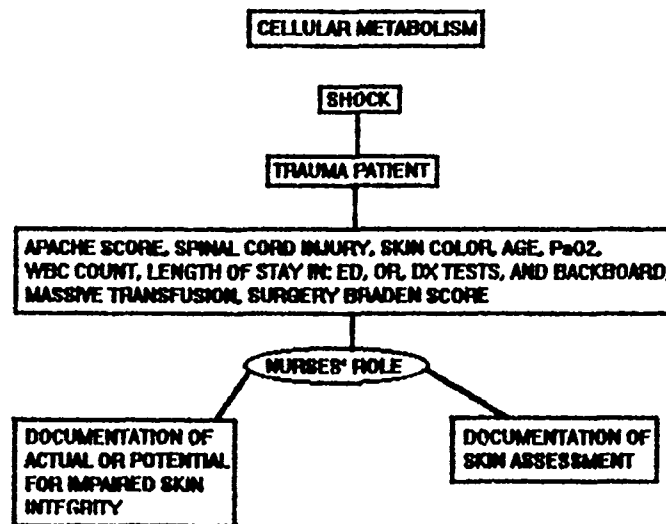 CELLULAR METABOLISM
SHOCK
TRAUMA PATIENT
APACHE SCORE, SPINAL CORD INJURY, SKIN COLOR, AGE, PaO2,
WBC COUNT, LENGTH OF STAY IN: ED, OR, DX TESTS, AND BACKBOARD,
MASSIVE TRANSFUSION, SURGERY BRADEN SCORE
NURSES' ROLE
DOCUMENTATION OF
ACTUAL OR POTENTIAL
FOR IMPAIRED SKIN
INTEGRITY
DOCUMENTATION OF
SKIN ASSESSMENT